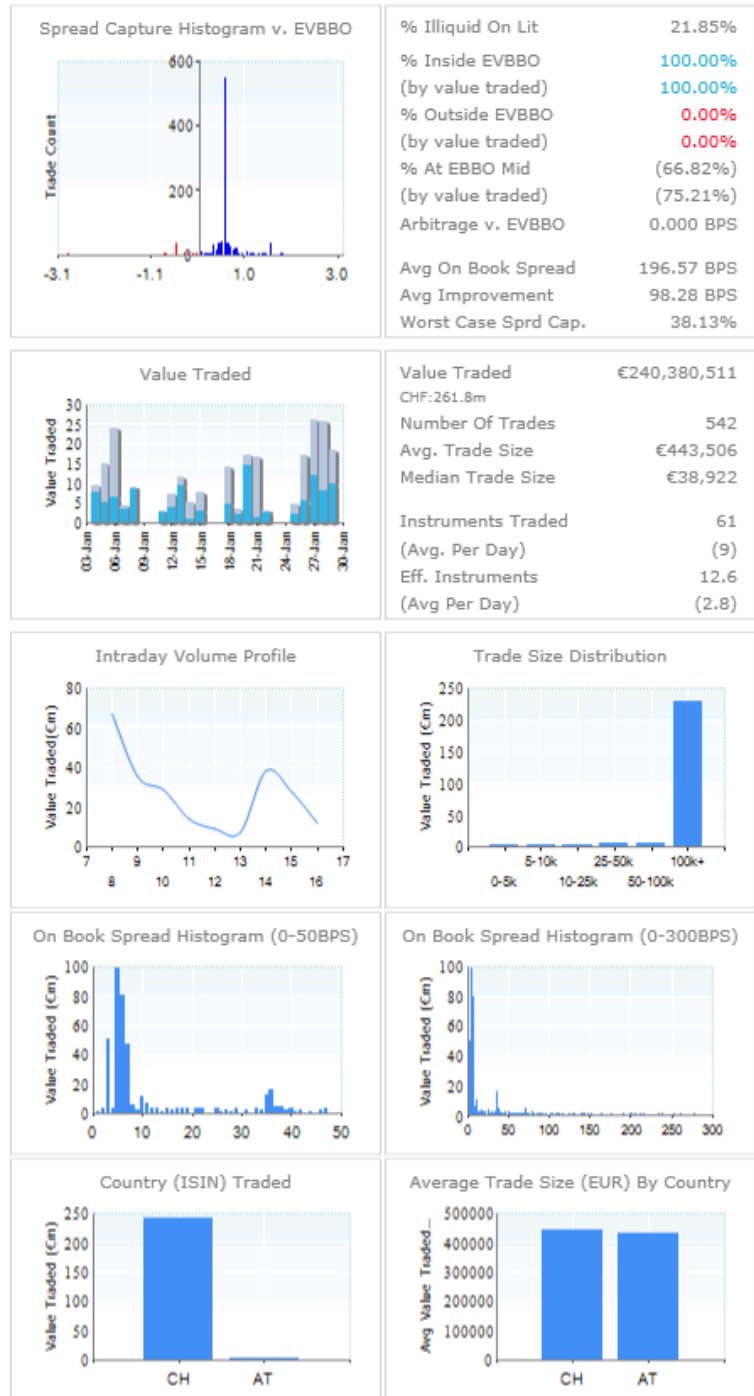 Spread Capture Histogram v. EVBBO
Trade Count
600
400
200
0
-3.1 -1.1 1.0 3.0
% Illiquid On Lit 21.85%
% Inside EVBBO 100.00%
(by value traded) 100.00%
% Outside EVBBO 0.00%
(by value traded) 0.00%
% At EBBO Mid (66.82%)
(by value traded) (75.21%)
Arbitrage v. EVBBO 0.000 BPS
Avg On Book Spread 196.57 BPS
Avg Improvement 98.28 BPS
Worst Case Sprd Cap. 38.13%
Value Traded
Value Traded
30
25
20
15
10
5
0
03-Jan 06-Jan 09-Jan 12-Jan 15-Jan 18-Jan 21-Jan 24-Jan 27-Jan 30-Jan
Value Traded €240,380,511
CHF:261.8m
Number Of Trades 542
Avg. Trade Size €443,506
Median Trade Size €38,922
Instruments Traded 61
(Avg. Per Day) (9)
Eff. Instruments 12.6
(Avg Per Day) (2.8)
Intraday Volume Profile
Value Traded(€m)
80
60
40
20
0
7 9 11 13 15 17
8 10 12 14 16
Trade Size Distribution
Value Traded (€m)
250
200
150
100
50
0
5-10k 25-50k 100k+
0-5k 10-25k 50-100k
On Book Spread Histogram (0-50BPS)
Value Traded (€m)
100
80
60
40
20
0
0 10 20 30 40 50
On Book Spread Histogram (0-300BPS)
Value Traded (€m)
100
80
60
40
20
0
0 50 100 150 200 250 300
Country (ISIN) Traded
Value Traded (€m)
250
200
150
100
50
0
CH AT
Average Trade Size (EUR) By Country
Avg Value Traded...
500000
400000
300000
200000
100000
0
CH AT